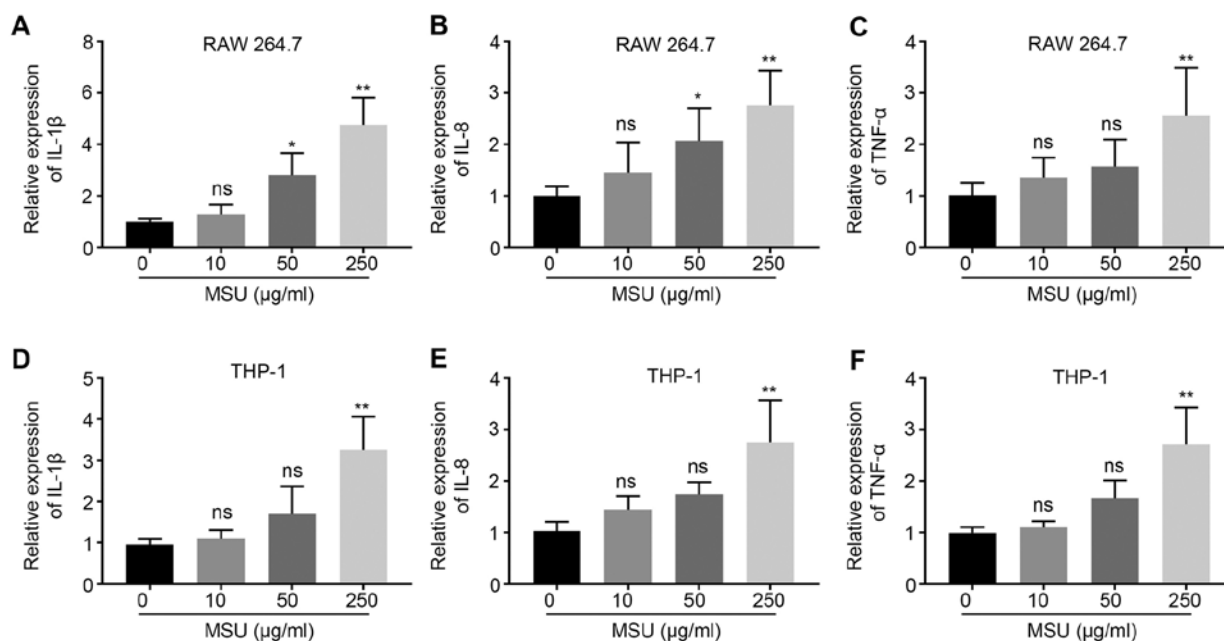 A
RAW 264.7
Relative expression
of IL-1β
8
6
4
2
0
ns
*
**
0 10 50 250
MSU (μg/ml)
B
RAW 264.7
Relative expression
of IL-8
4
3
2
1
0
ns
*
**
0 10 50 250
MSU (μg/ml)
C
RAW 264.7
Relative expression
of TNF-α
4
3
2
1
0
ns
ns
**
0 10 50 250
MSU (μg/ml)
D
THP-1
Relative expression
of IL-1β
5
4
3
2
1
0
ns
ns
**
0 10 50 250
MSU (μg/ml)
E
THP-1
Relative expression
of IL-8
4
3
2
1
0
ns
ns
**
0 10 50 250
MSU (μg/ml)
F
THP-1
Relative expression
of TNF-α
4
3
2
1
0
ns
ns
**
0 10 50 250
MSU (μg/ml)